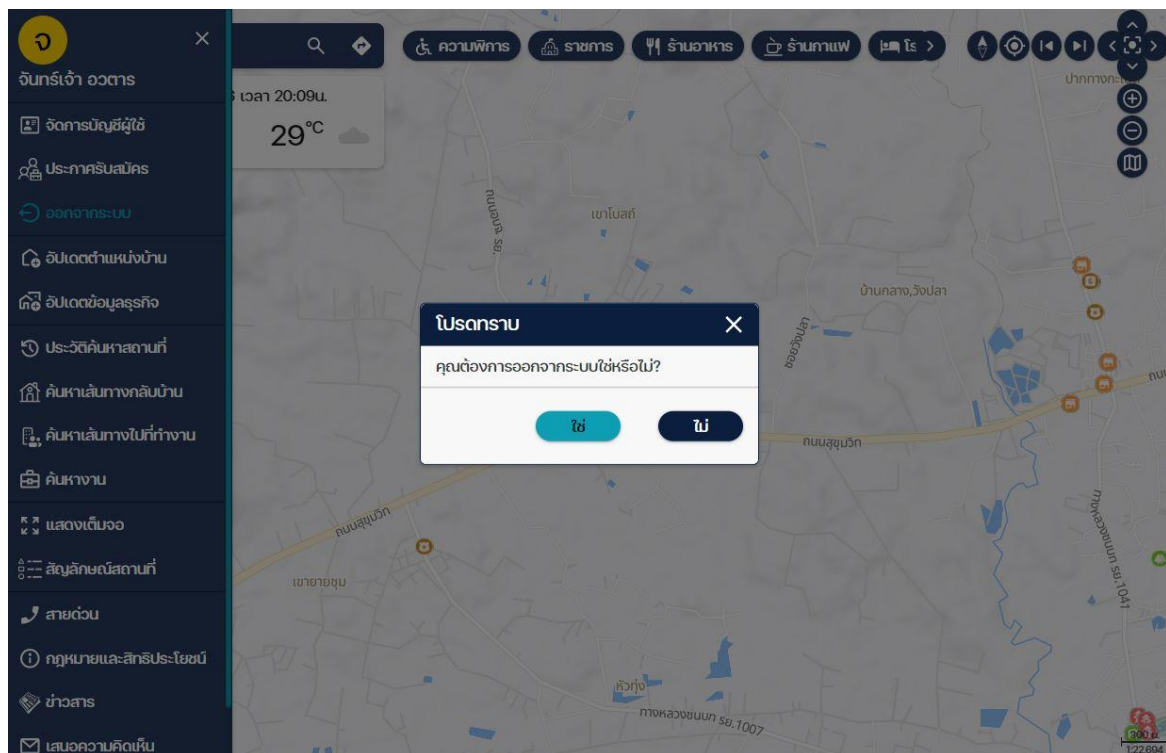 จ
จันทร์เจ้า อวตาร
จัดการบัญชีผู้ใช้
ประกาศรับสมัคร
ออกจากระบบ
อัปเดตตำแหน่งบ้าน
อัปเดตข้อมูลธุรกิจ
ประวัติค้นหาสถานที่
ค้นหาเส้นทางกลับบ้าน
ค้นหาเส้นทางไปที่ทำงาน
ค้นหางาน
แสดงเต็มจอ
สัญลักษณ์สถานที่
สายด่วน
กฎหมายและสิทธิประโยชน์
ข่าวสาร
เสนอความคิดเห็น
เวลา 20:09น.
29°C
ความพิการ
ราชการ
ร้านอาหาร
ร้านกาแฟ
เขาโบสถ์
บ้านกลาง,วังปลา
ซอยวังปลา
โปรดทราบ
คุณต้องการออกจากระบบใช่หรือไม่?
ใช่
ไม่
ถนนสุขุมวิท
ถนนสุขุมวิท
เขายายชุม
หัวทุ่ง
ทางหลวงชนบท รย.1007
ทางหลวงชนบท รย.1041
300 ม.